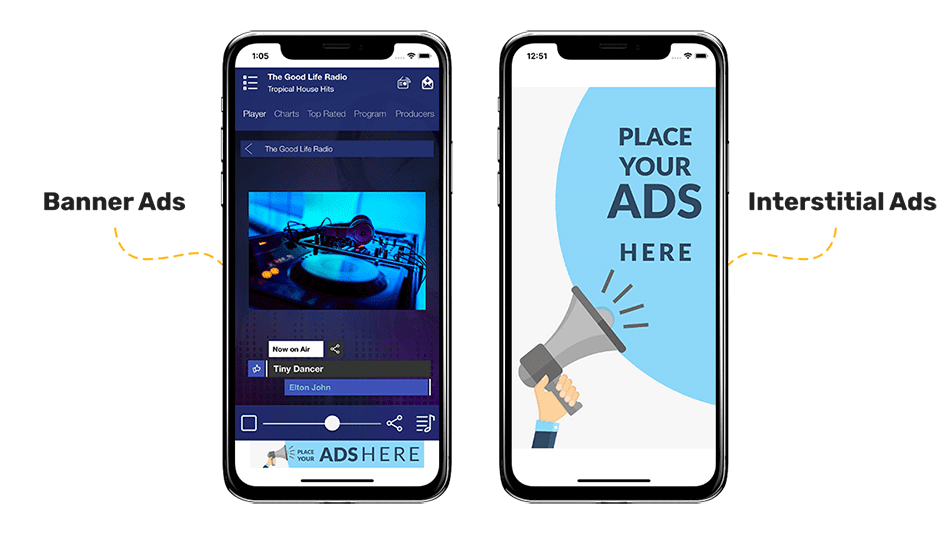 Banner Ads
1:05
The Good Life Radio
Tropical House Hits
Player Charts Top Rated Program Producers
The Good Life Radio
Now on Air
Tiny Dancer
Elton John
PLACE
YOUR
ADS HERE
12:51
PLACE
YOUR
ADS
HERE
Interstitial Ads